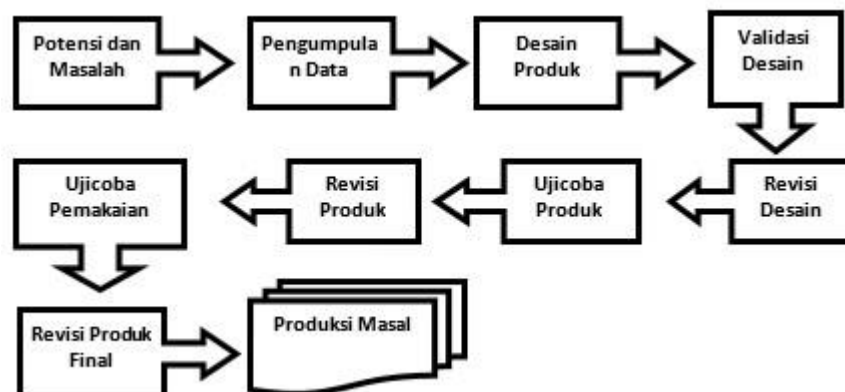 Potensi dan
Masalah
Pengumpula
n Data
Desain
Produk
Validasi
Desain
Revisi
Desain
Ujicoba
Produk
Revisi
Produk
Ujicoba
Pemakaian
Revisi Produk
Final
Produksi Masal